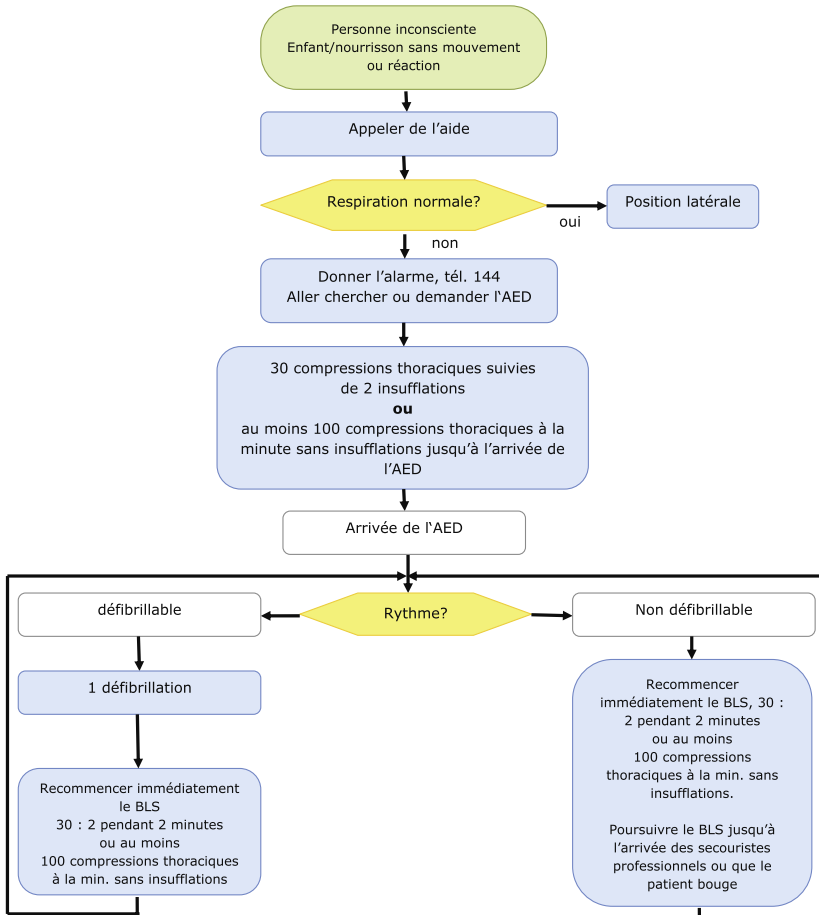 Personne inconsciente
Enfant/nourrisson sans mouvement
ou réaction
Appeler de l’aide
Respiration normale?
oui
Position latérale
non
Donner l’alarme, tél. 144
Aller chercher ou demander l‘AED
30 compressions thoraciques suivies
de 2 insufflations
ou
au moins 100 compressions thoraciques à la
minute sans insufflations jusqu’à l’arrivée de
l’AED
Arrivée de l‘AED
défibrillable
Rythme?
Non défibrillable
1 défibrillation
Recommencer immédiatement
le BLS
30 : 2 pendant 2 minutes
ou au moins
100 compressions thoraciques
à la min. sans insufflations
Recommencer
immédiatement le BLS, 30 :
2 pendant 2 minutes
ou au moins
100 compressions
thoraciques à la min. sans
insufflations.
Poursuivre le BLS jusqu’à
l’arrivée des secouristes
professionnels ou que le
patient bouge